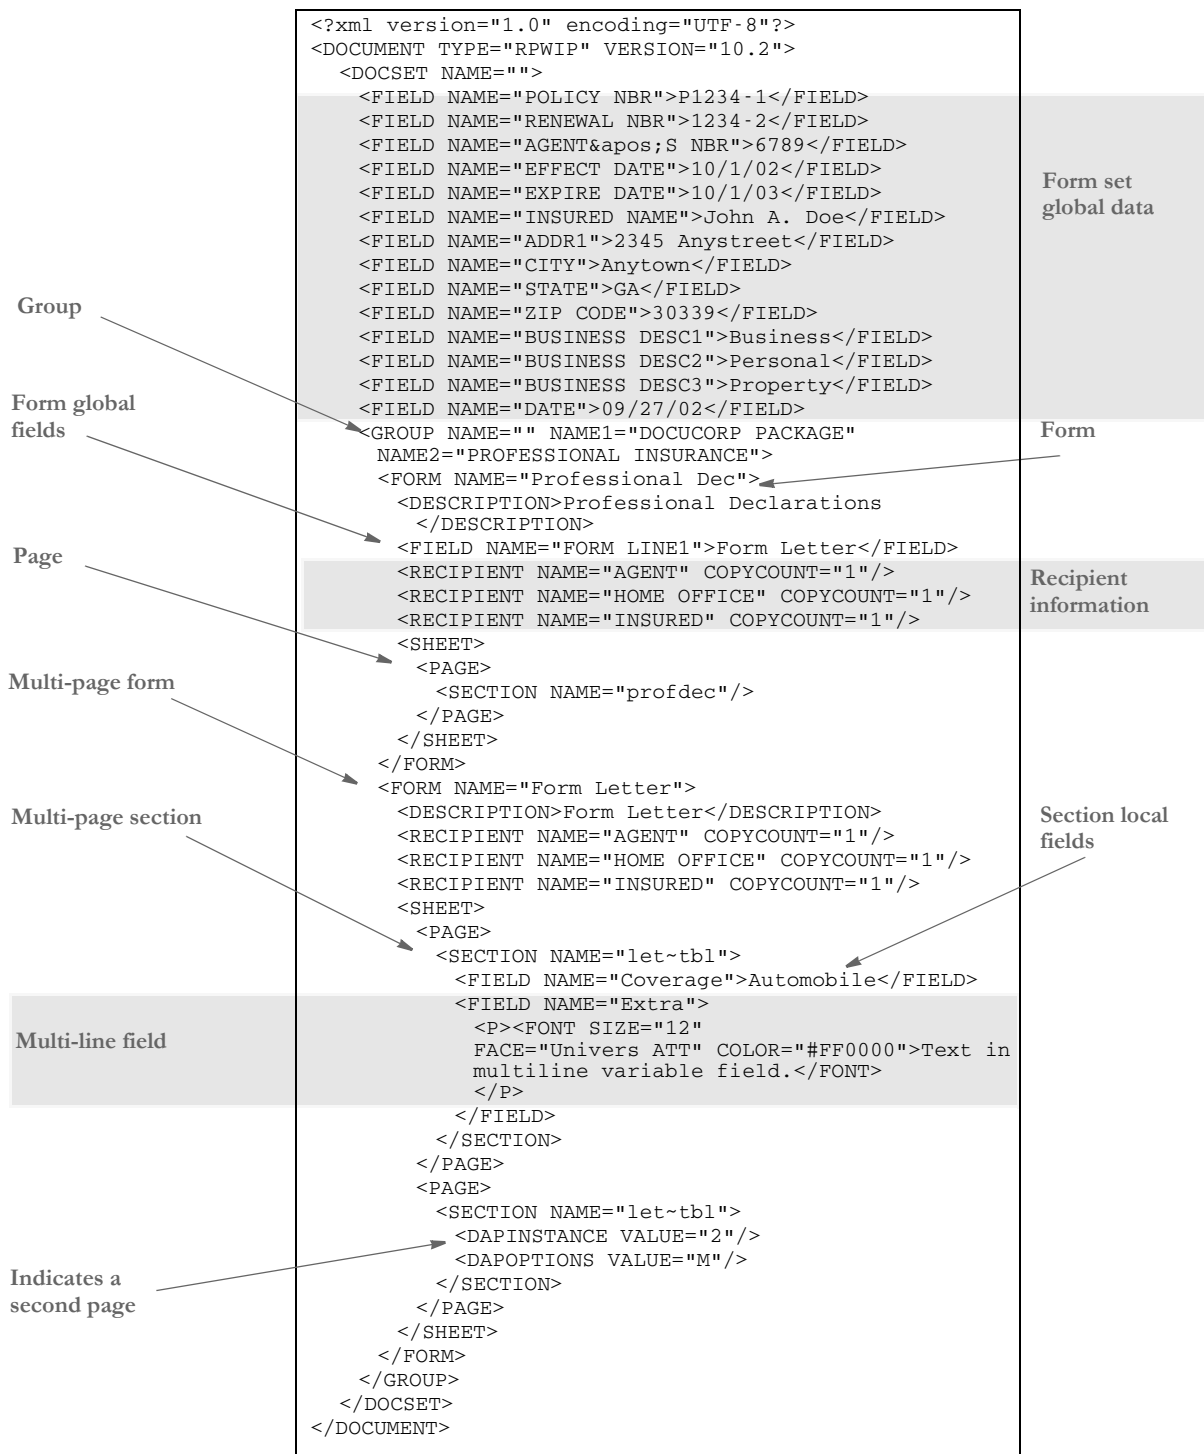 <?xml version="1.0" encoding="UTF-8"?>
<DOCUMENT TYPE="RPWIP" VERSION="10.2">
<DOCSET NAME="">
<FIELD NAME="POLICY NBR">P1234-1</FIELD>
<FIELD NAME="RENEWAL NBR">1234-2</FIELD>
<FIELD NAME="AGENT&apos;S NBR">6789</FIELD>
<FIELD NAME="EFFECT DATE">10/1/02</FIELD>
<FIELD NAME="EXPIRE DATE">10/1/03</FIELD>
<FIELD NAME="INSURED NAME">John A. Doe</FIELD>
<FIELD NAME="ADDR1">2345 Anystreet</FIELD>
<FIELD NAME="CITY">Anytown</FIELD>
<FIELD NAME="STATE">GA</FIELD>
<FIELD NAME="ZIP CODE">30339</FIELD>
<FIELD NAME="BUSINESS DESC1">Business</FIELD>
<FIELD NAME="BUSINESS DESC2">Personal</FIELD>
<FIELD NAME="BUSINESS DESC3">Property</FIELD>
<FIELD NAME="DATE">09/27/02</FIELD>
<GROUP NAME="" NAME1="DOCUCORP PACKAGE"
NAME2="PROFESSIONAL INSURANCE">
<FORM NAME="Professional Dec">
<DESCRIPTION>Professional Declarations
</DESCRIPTION>
<FIELD NAME="FORM LINE1">Form Letter</FIELD>
<RECIPIENT NAME="AGENT" COPYCOUNT="1"/>
<RECIPIENT NAME="HOME OFFICE" COPYCOUNT="1"/>
<RECIPIENT NAME="INSURED" COPYCOUNT="1"/>
<SHEET>
<PAGE>
<SECTION NAME="profdec"/>
</PAGE>
</SHEET>
</FORM>
<FORM NAME="Form Letter">
<DESCRIPTION>Form Letter</DESCRIPTION>
<RECIPIENT NAME="AGENT" COPYCOUNT="1"/>
<RECIPIENT NAME="HOME OFFICE" COPYCOUNT="1"/>
<RECIPIENT NAME="INSURED" COPYCOUNT="1"/>
<SHEET>
<PAGE>
<SECTION NAME="let~tbl">
<FIELD NAME="Coverage">Automobile</FIELD>
<FIELD NAME="Extra">
<P><FONT SIZE="12"
FACE="Univers ATT" COLOR="#FF0000">Text in
multiline variable field.</FONT>
</P>
</FIELD>
</SECTION>
</PAGE>
<PAGE>
<SECTION NAME="let~tbl">
<DAPINSTANCE VALUE="2"/>
<DAPOPTIONS VALUE="M"/>
</SECTION>
</PAGE>
</SHEET>
</FORM>
</GROUP>
</DOCSET>
</DOCUMENT>
Group
Form global
fields
Page
Multi-page form
Multi-page section
Multi-line field
Indicates a
second page
Form set
global data
Form
Recipient
information
Section local
fields